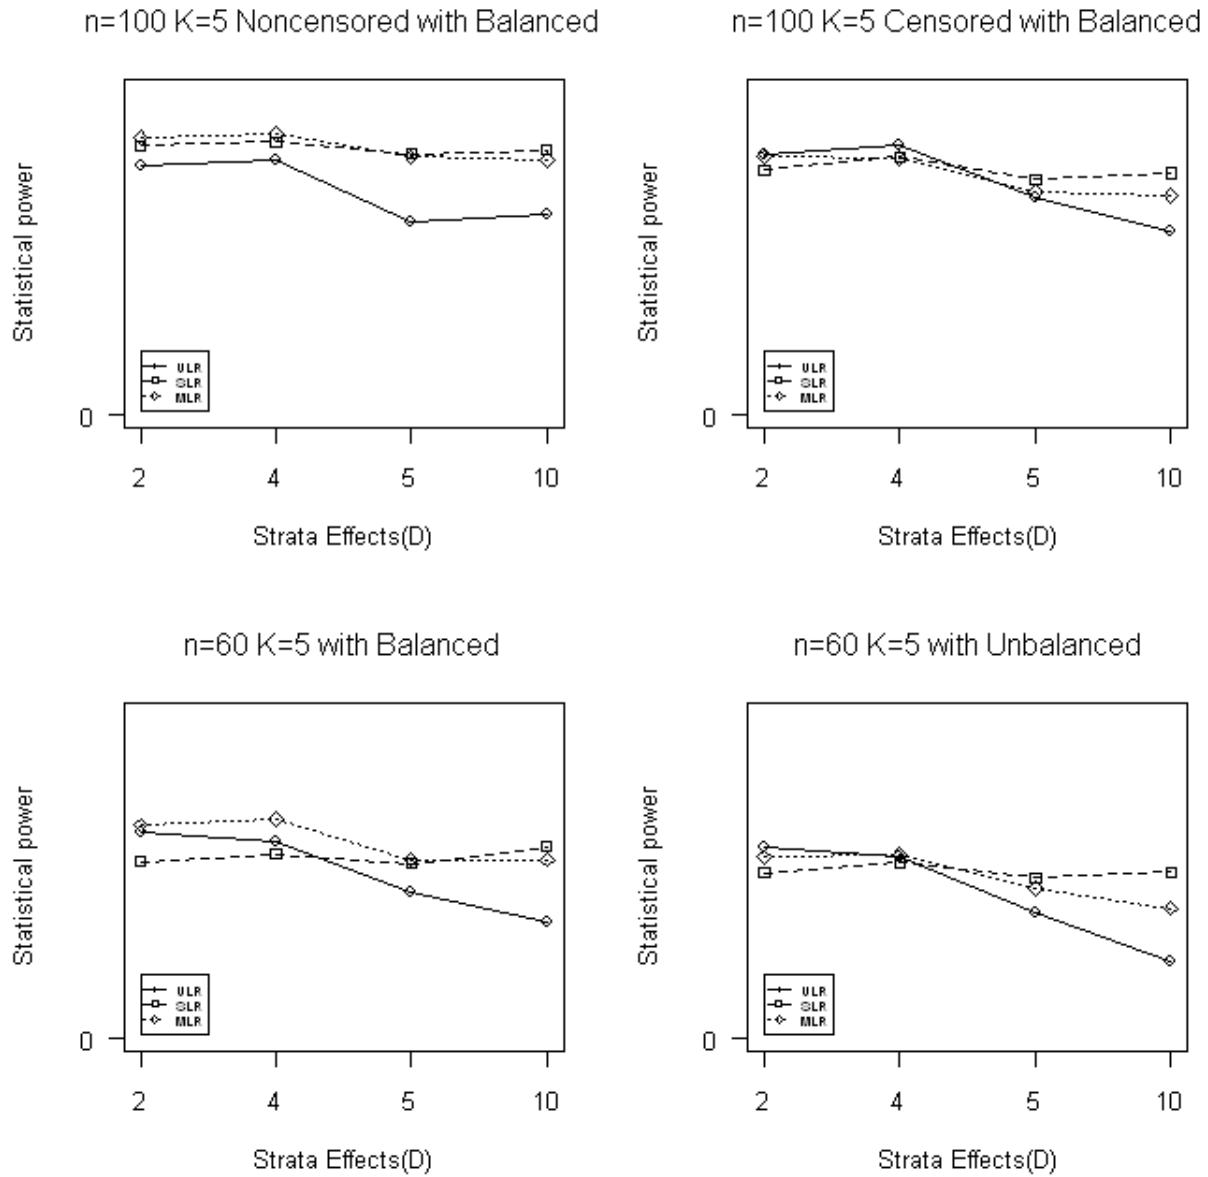 n=100 K=5 Noncensored with Balanced
Statistical power
ULR
SLR
MLR
0
2 4 5 10
Strata Effects(D)
n=100 K=5 Censored with Balanced
Statistical power
ULR
SLR
MLR
0
2 4 5 10
Strata Effects(D)
n=60 K=5 with Balanced
Statistical power
ULR
SLR
MLR
0
2 4 5 10
Strata Effects(D)
n=60 K=5 with Unbalanced
Statistical power
ULR
SLR
MLR
0
2 4 5 10
Strata Effects(D)